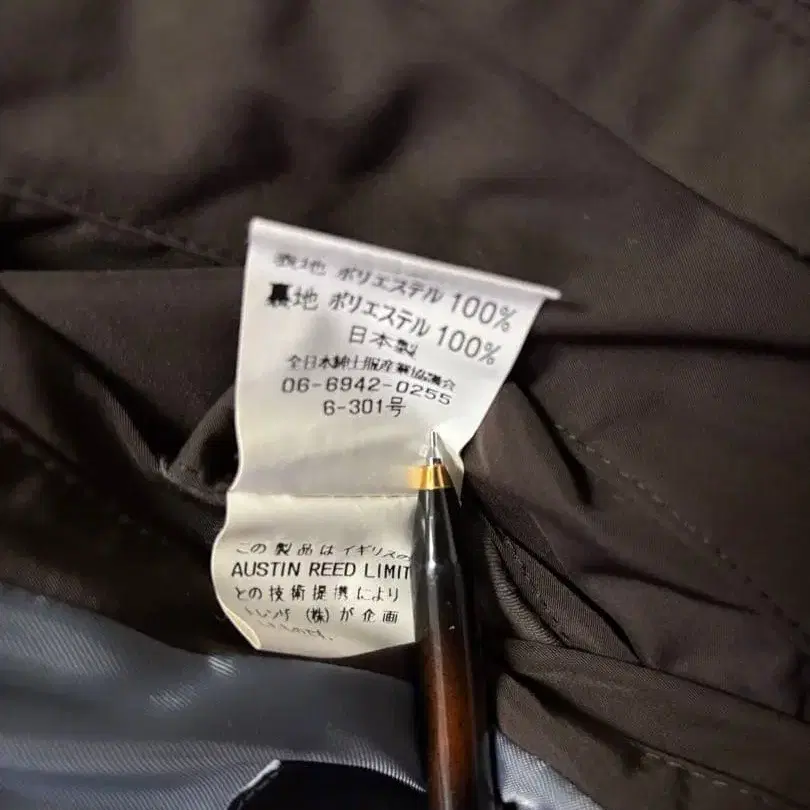 表地 ポリエステル 100%
裏地 ポリエステル 100%
日本製
全日本紳士服産業協議会
06-6942-0255
6-301号
この製品はイギリスの
AUSTIN REED LIMIT
との技術提携により
(株)が企画